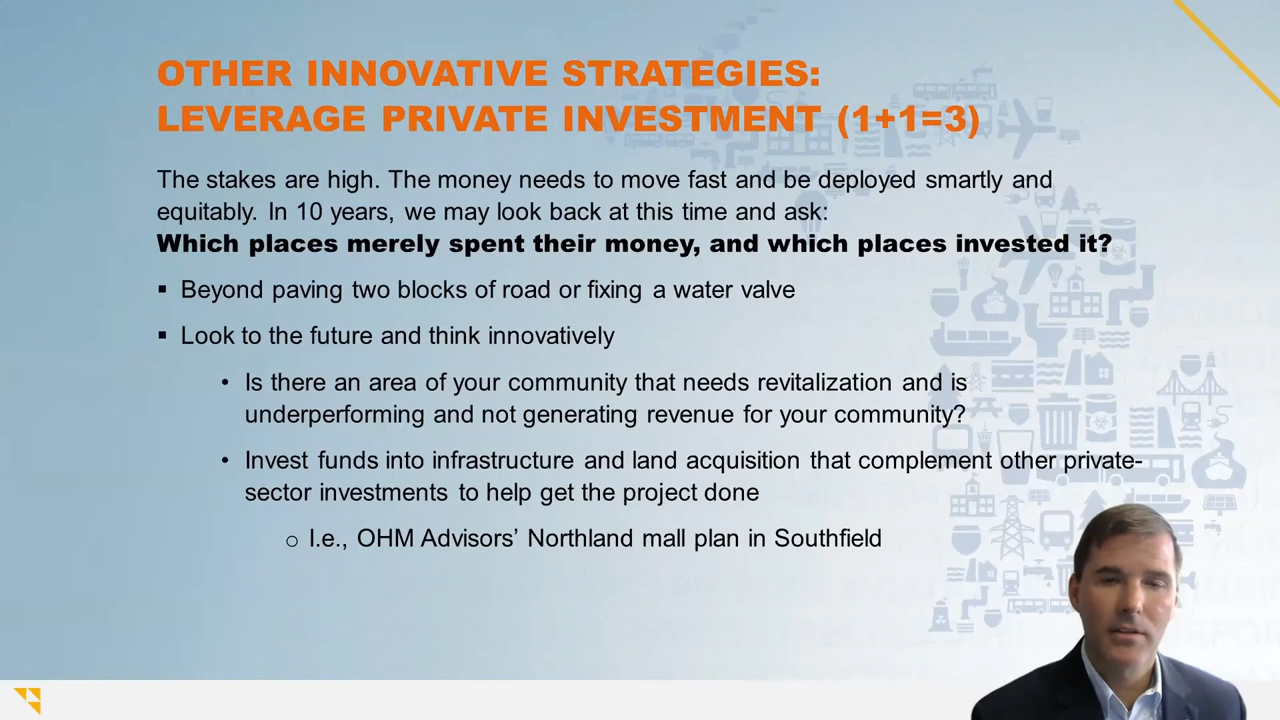 OTHER INNOVATIVE STRATEGIES:
LEVERAGE PRIVATE INVESTMENT (1+1=3)
The stakes are high. The money needs to move fast and be deployed smartly and
equitably. In 10 years, we may look back at this time and ask:
Which places merely spent their money, and which places invested it?
▪ Beyond paving two blocks of road or fixing a water valve
▪ Look to the future and think innovatively
• Is there an area of your community that needs revitalization and is
underperforming and not generating revenue for your community?
• Invest funds into infrastructure and land acquisition that complement other private-
sector investments to help get the project done
o I.e., OHM Advisors’ Northland mall plan in Southfield